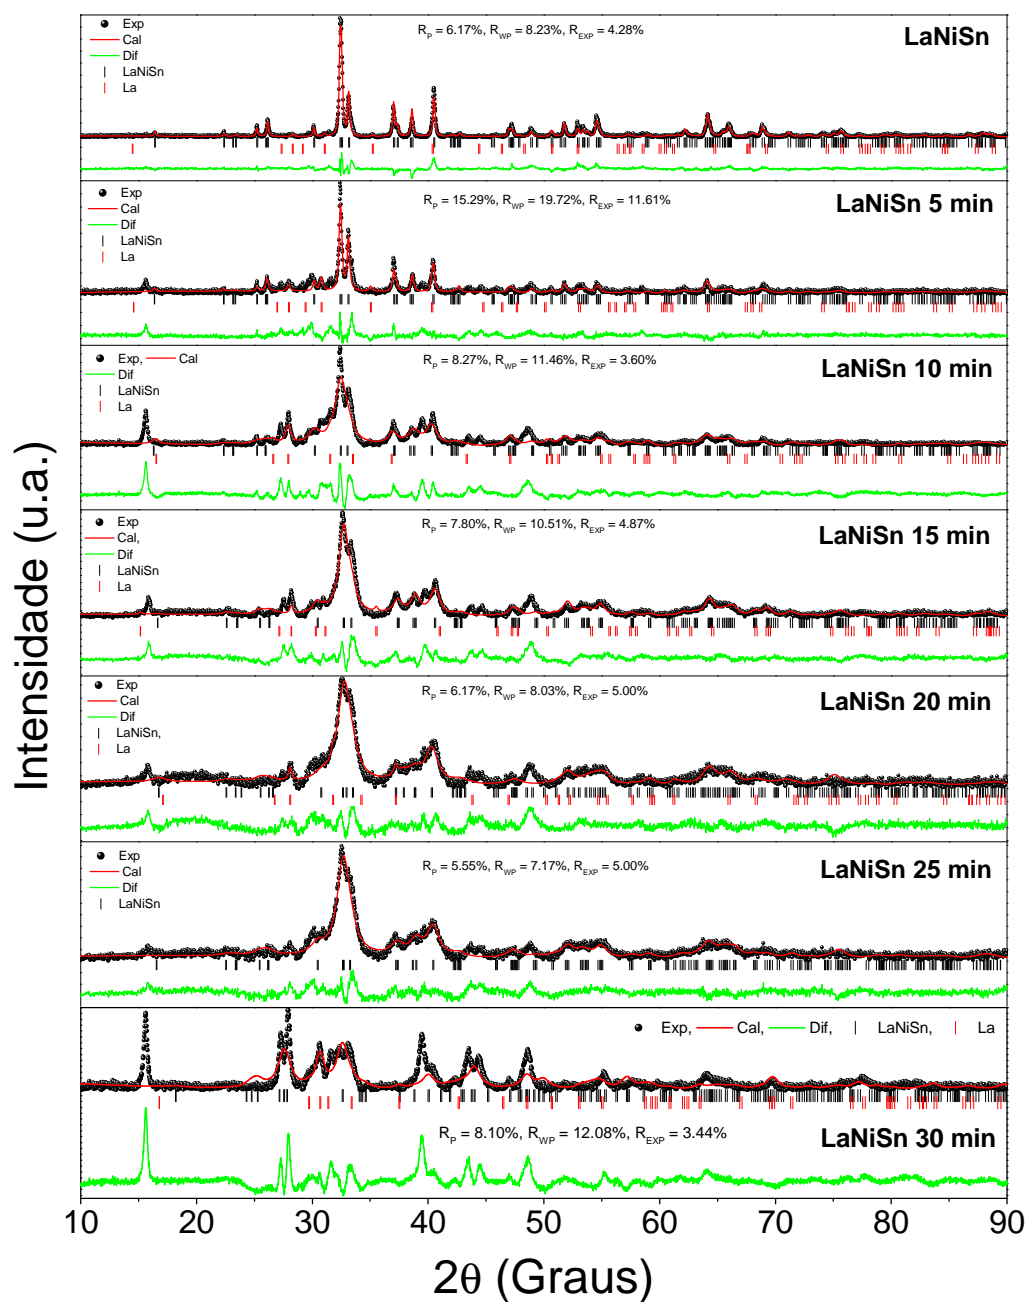 Exp
Cal
Dif
LaNiSn
La
R_P = 6.17%, R_WP = 8.23%, R_EXP = 4.28%
LaNiSn
Exp
Cal
Dif
LaNiSn
La
R_P = 15.29%, R_WP = 19.72%, R_EXP = 11.61%
LaNiSn 5 min
Exp, Cal
Dif
LaNiSn
La
R_P = 8.27%, R_WP = 11.46%, R_EXP = 3.60%
LaNiSn 10 min
Exp
Cal,
Dif
LaNiSn
La
R_P = 7.80%, R_WP = 10.51%, R_EXP = 4.87%
LaNiSn 15 min
Exp
Cal
Dif
LaNiSn,
La
R_P = 6.17%, R_WP = 8.03%, R_EXP = 5.00%
LaNiSn 20 min
Exp
Cal
Dif
LaNiSn
R_P = 5.55%, R_WP = 7.17%, R_EXP = 5.00%
LaNiSn 25 min
Exp, Cal, Dif, LaNiSn, La
R_P = 8.10%, R_WP = 12.08%, R_EXP = 3.44%
LaNiSn 30 min
Intensidade (u.a.)
10 20 30 40 50 60 70 80 90
2θ (Graus)